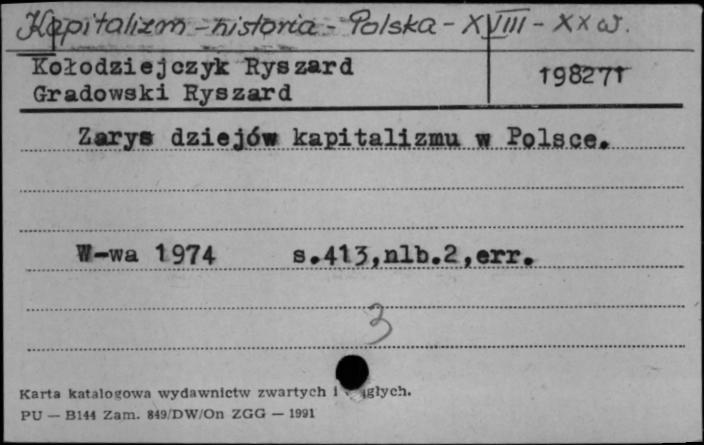 Kapitalizm - historia - Polska - XVIII - XX w.
Kołodziejczyk Ryszard
198271
Gradowski Ryszard
Zarys dziejów kapitalizmu w Polsce.
W-wa 1974 s.413,nlb.2,err.
3
Karta katalogowa wydawnictw zwartych i
PU — B144 Zam. 849/DW/On ZGG — 1991